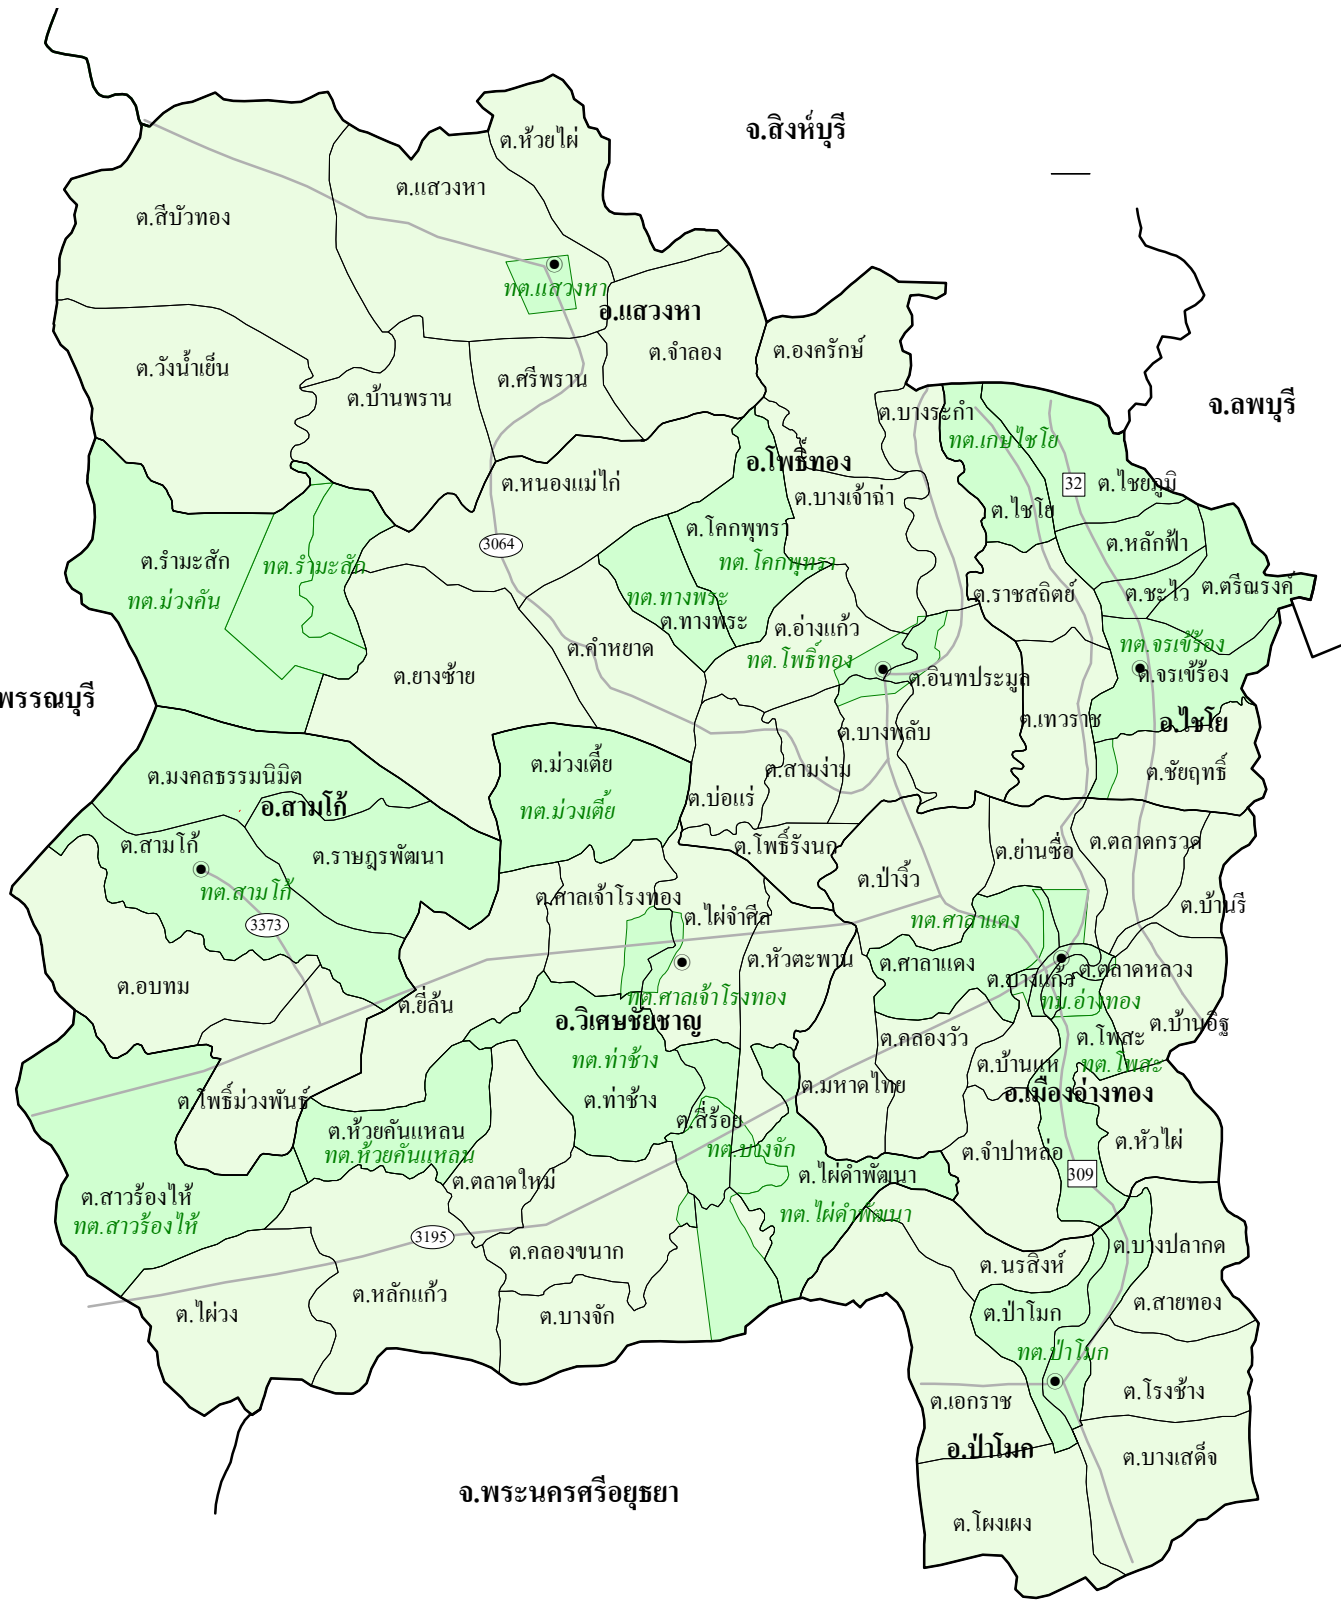 จ.สิงห์บุรี
ต.ห้วยไผ่
ต.แสวงหา
ต.สีบัวทอง
ทต.แสวงหา
อ.แสวงหา
ต.จำลอง
ต.องครักษ์
ต.วังน้ำเย็น
ต.ศรีพราน
ต.บ้านพราน
จ.ลพบุรี
ต.บางระกำ
ทต.เกษไชโย
อ.โพธิ์ทอง
ต.หนองแม่ไก่
32
ต.ไชยภูมิ
ต.บางเจ้าฉ่า
ต.ไชโย
ต.โคกพุทรา
3064
ต.หลักฟ้า
ต.รำมะสัก
ทต.รำมะสัก
ทต.โคกพุทรา
ทต.ม่วงคัน
ทต.ทางพระ
ต.ราชสถิตย์
ต.ชะไว
ต.ตรีณรงค์
ต.ทางพระ
ต.อ่างแก้ว
ต.คำหยาด
ทต.โพธิ์ทอง
ทต.จรเข้ร้อง
ต.ยางซ้าย
ต.อินทประมูล
ต.จรเข้ร้อง
พรรณบุรี
ต.เทวราช
อ.ไชโย
ต.บางพลับ
ต.มงคลธรรมนิมิต
ต.ม่วงเตี้ย
ต.สามง่าม
ต.ชัยฤทธิ์
อ.สามโก้
ทต.ม่วงเตี้ย
ต.บ่อแร่
ต.สามโก้
ต.ราษฎรพัฒนา
ต.โพธิ์รังนก
ต.ย่านซื่อ
ต.ตลาดกรวด
ทต.สามโก้
ต.ป่างิ้ว
ต.ศาลเจ้าโรงทอง
ต.บ้านรี
3373
ต.ไผ่จำศีล
ทต.ศาลาแดง
ต.หัวตะพาน
ต.ศาลาแดง
ต.บางแก้ว
ต.ตลาดหลวง
ต.อบทม
ต.ยี่ล้น
ทต.ศาลเจ้าโรงทอง
ทม.อ่างทอง
อ.วิเศษชัยชาญ
ต.บ้านอิฐ
ต.คลองวัว
ต.โพสะ
ทต.ท่าช้าง
ต.บ้านแห
ทต.โพสะ
ต.มหาดไทย
อ.เมืองอ่างทอง
ต.โพธิ์ม่วงพันธ์
ต.ท่าช้าง
ต.สี่ร้อย
ต.ห้วยคันแหลน
ทต.ห้วยคันแหลน
ทต.บางจัก
ต.จำปาหล่อ
ต.หัวไผ่
ต.ตลาดใหม่
ต.ไผ่ดำพัฒนา
309
ต.สาวร้องไห้
ทต.สาวร้องไห้
ทต.ไผ่ดำพัฒนา
3195
ต.คลองขนาก
ต.นรสิงห์
ต.บางปลากด
ต.หลักแก้ว
ต.ไผ่วง
ต.บางจัก
ต.ป่าโมก
ต.สายทอง
ทต.ป่าโมก
ต.เอกราช
ต.โรงช้าง
อ.ป่าโมก
ต.บางเสด็จ
จ.พระนครศรีอยุธยา
ต.โผงเผง